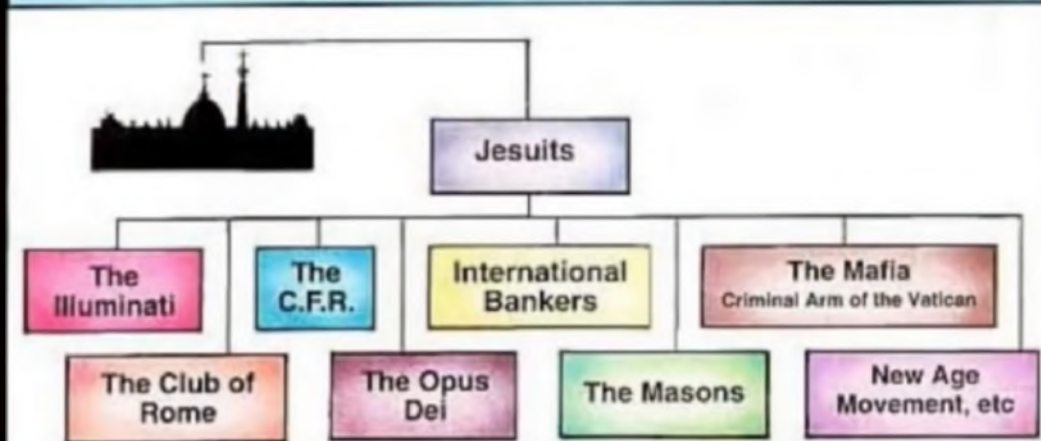 Jesuits
The
Illuminati
The
C.F.R.
International
Bankers
The Mafia
Criminal Arm of the Vatican
The Club of
Rome
The Opus
Dei
The Masons
New Age
Movement, etc